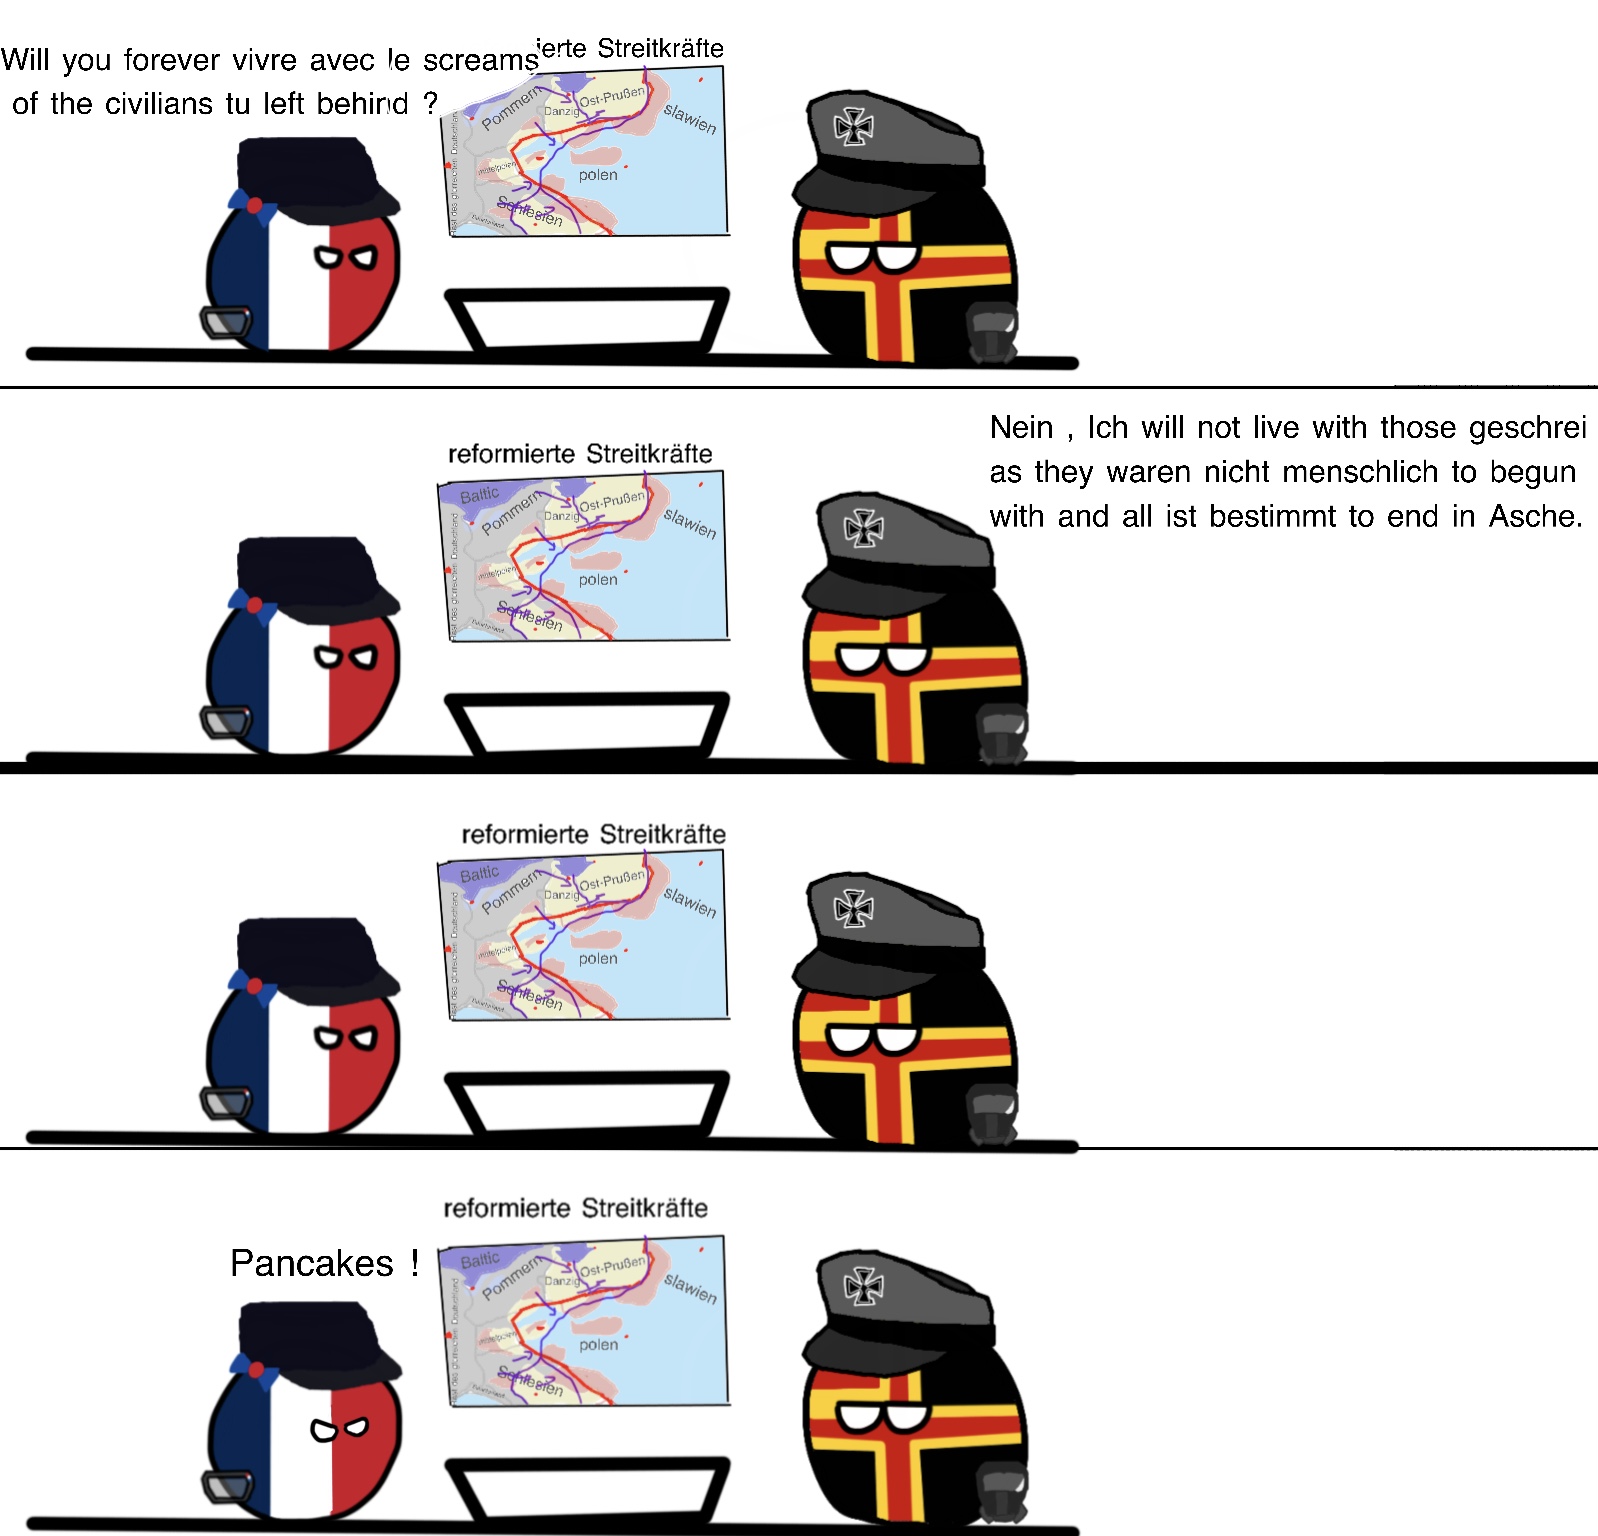 Will you forever vivre avec le screams
of the civilians tu left behind ?
ierte Streitkräfte
Pommern
Danzig
Ost-Prußen
slawien
mittelpolen
polen
Schlesien
Nein , Ich will not live with those geschrei
as they waren nicht menschlich to begun
with and all ist bestimmt to end in Asche.
reformierte Streitkräfte
Baltic
Pommern
Danzig
Ost-Prußen
slawien
mittelpolen
polen
Schlesien
reformierte Streitkräfte
Baltic
Pommern
Danzig
Ost-Prußen
slawien
mittelpolen
polen
Schlesien
reformierte Streitkräfte
Pancakes !
Baltic
Pommern
Danzig
Ost-Prußen
slawien
mittelpolen
polen
Schlesien